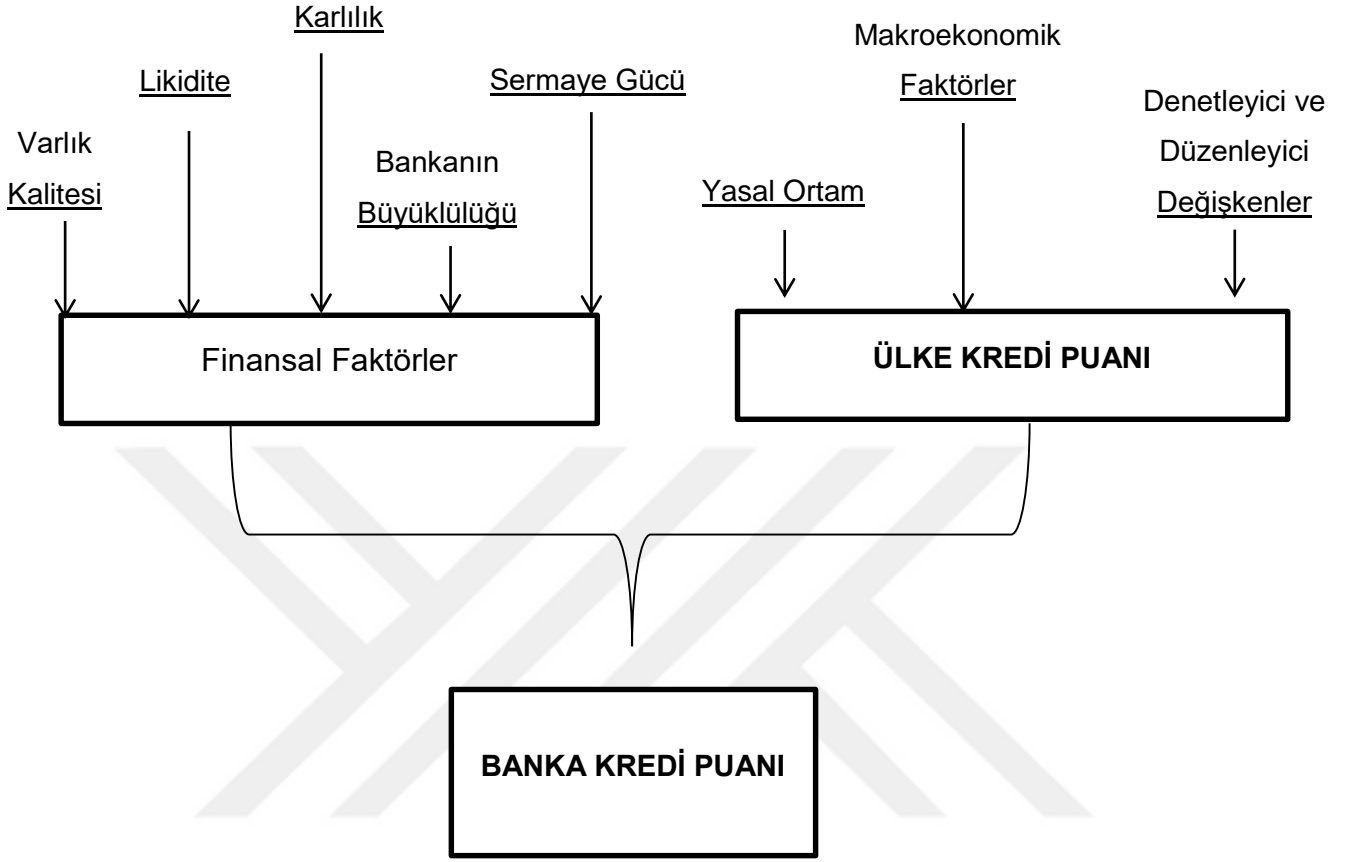 Karlılık
Likidite
Sermaye Gücü
Varlık
Kalitesi
Bankanın
Büyüklülüğü
Makroekonomik
Faktörler
Yasal Ortam
Denetleyici ve
Düzenleyici
Değişkenler
Finansal Faktörler
ÜLKE KREDİ PUANI
BANKA KREDİ PUANI